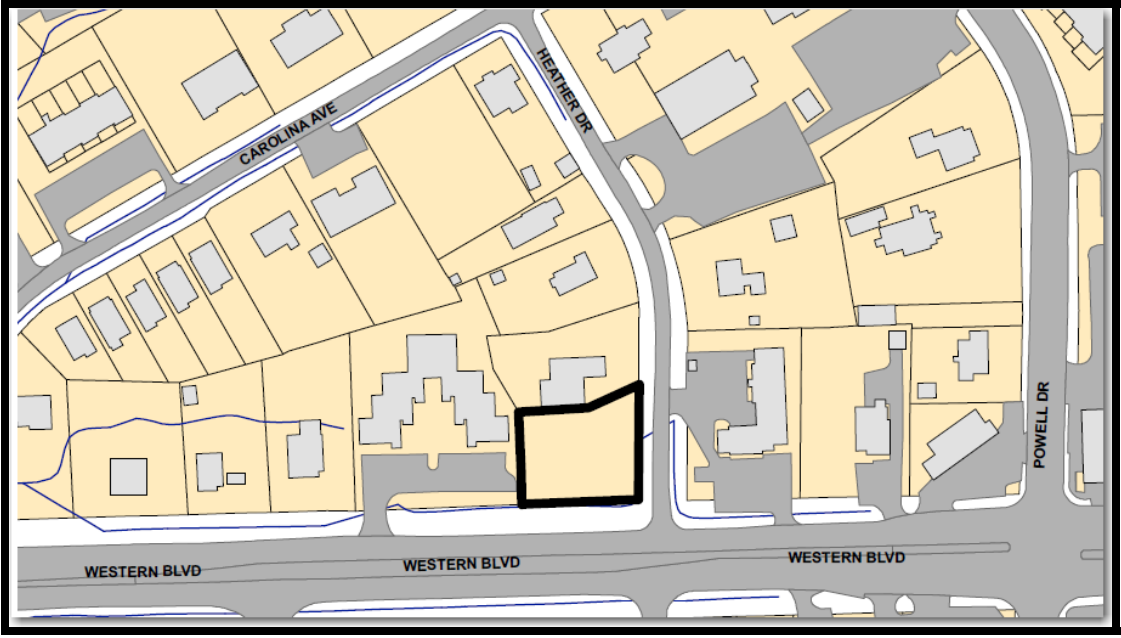 HEATHER DR
CAROLINA AVE
POWELL DR
WESTERN BLVD
WESTERN BLVD
WESTERN BLVD